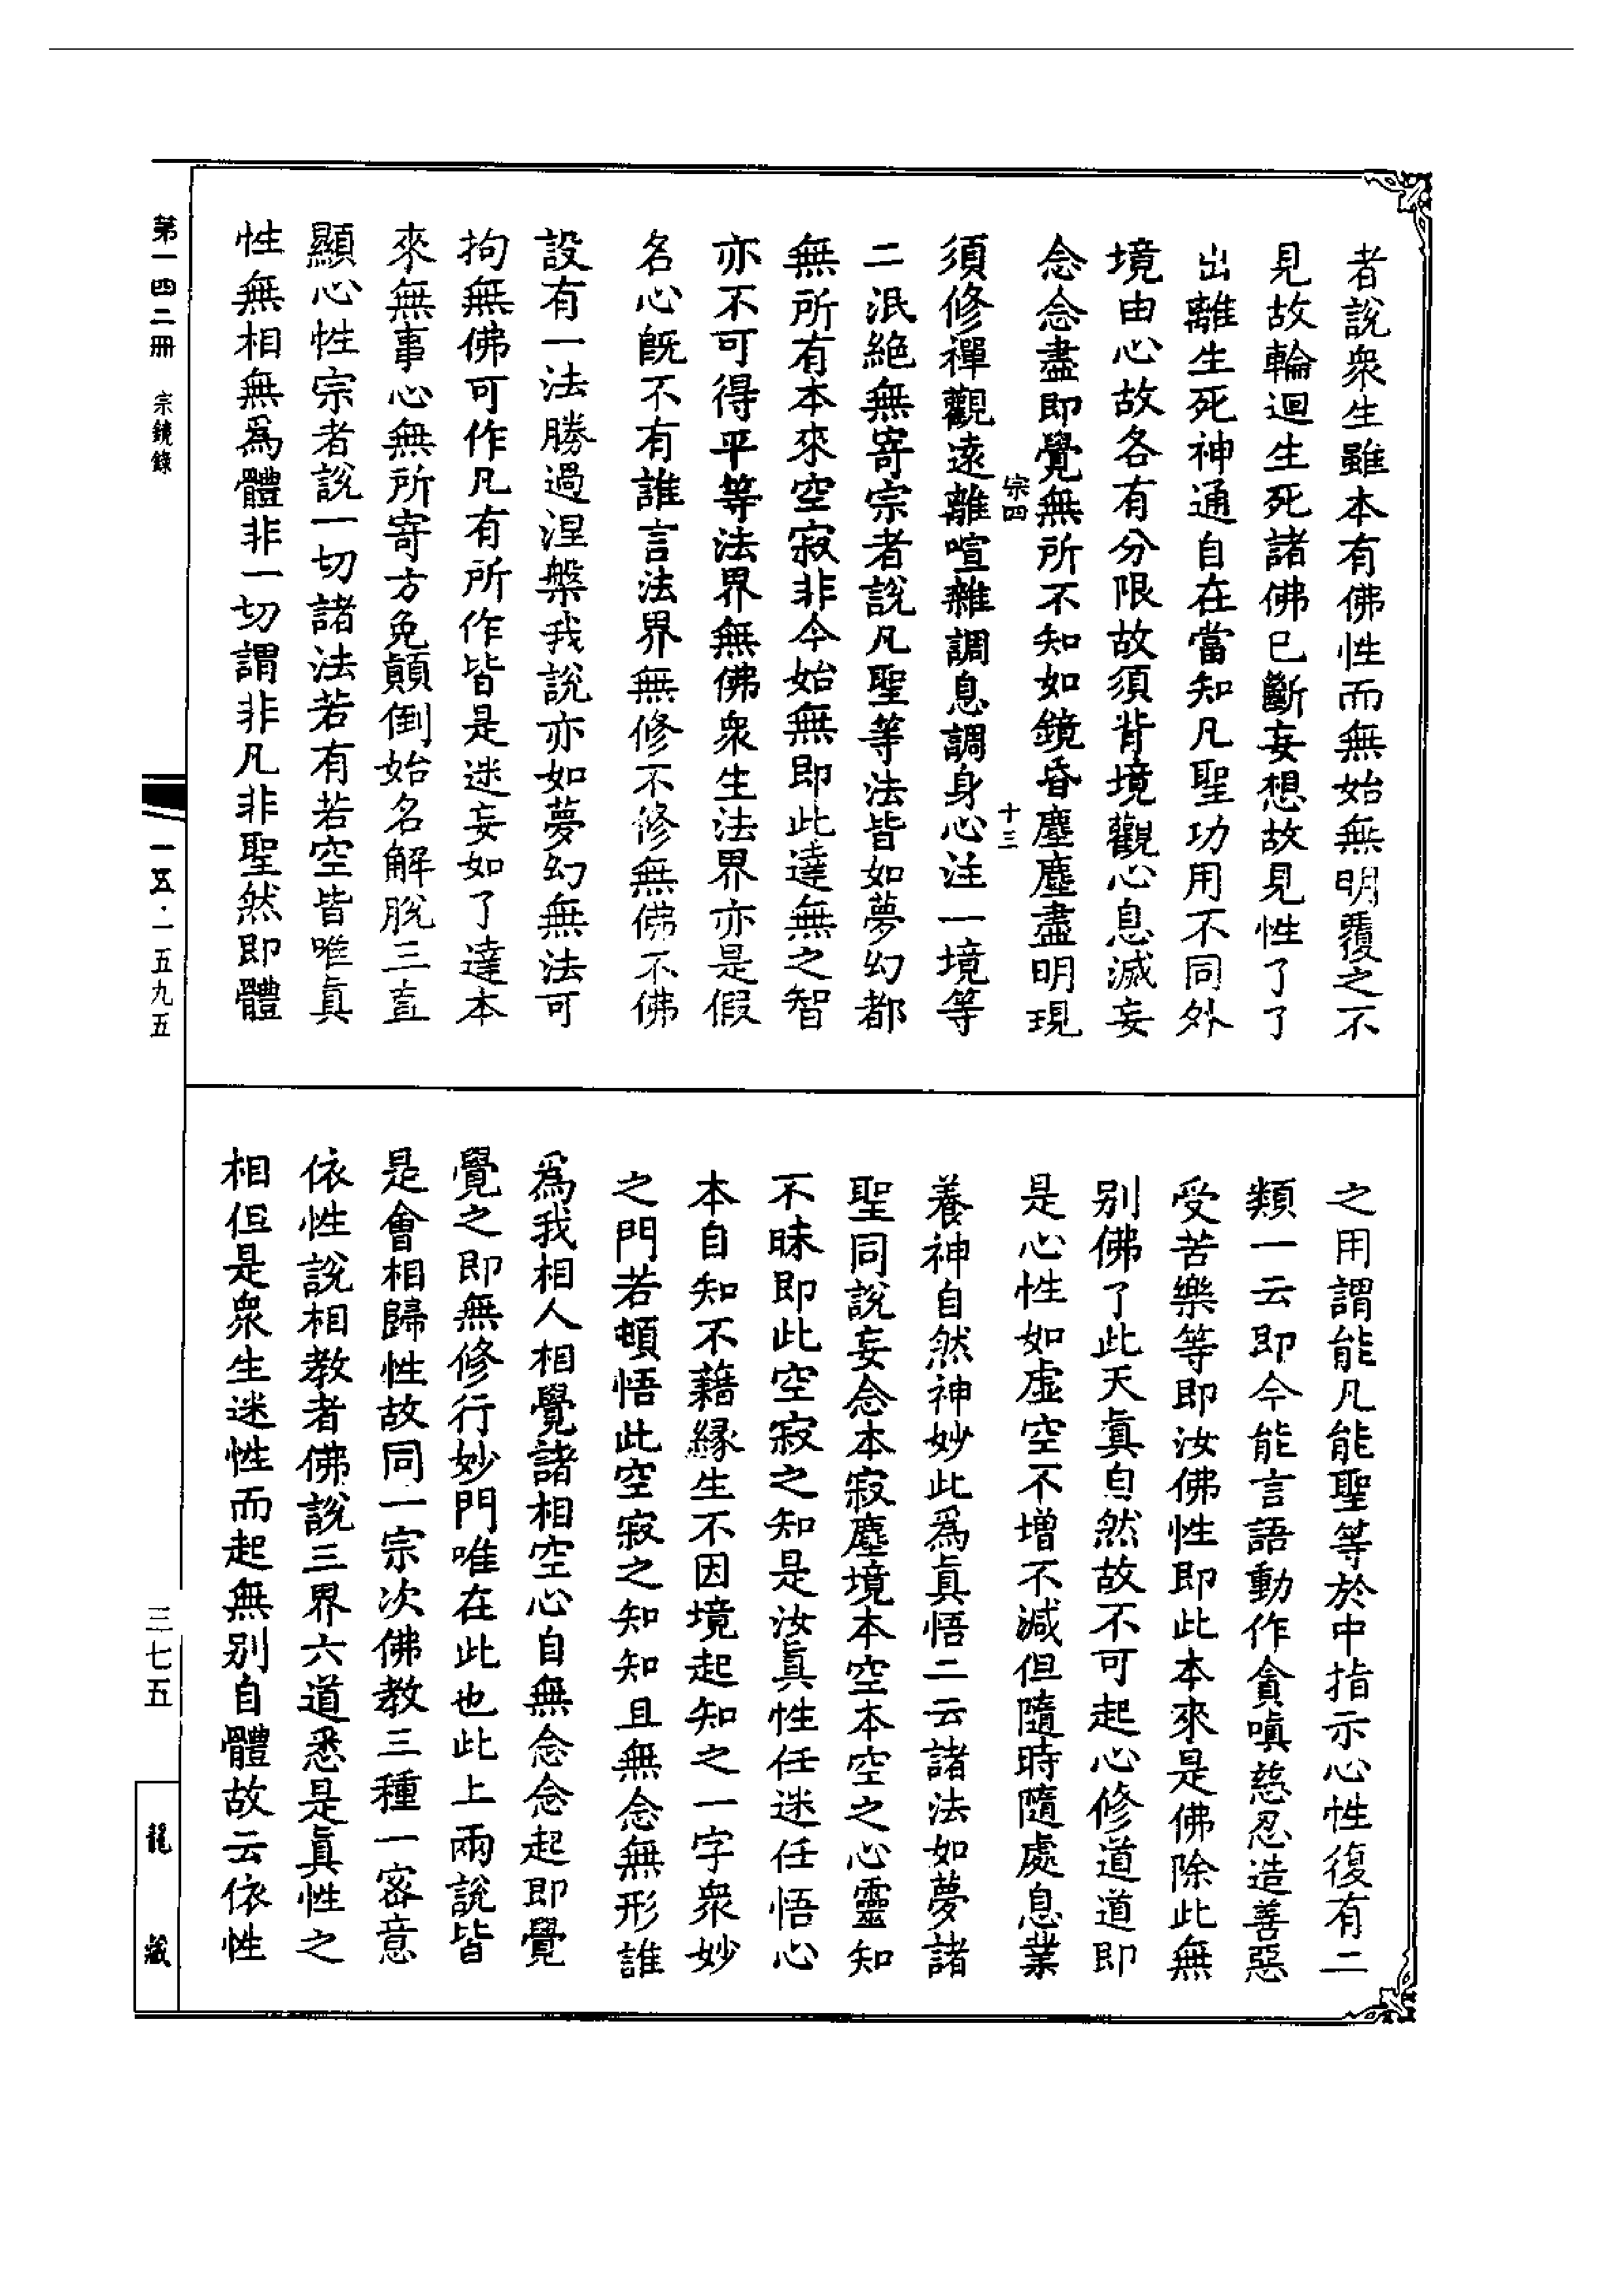 者說衆生雖本有佛性而無始無明覆之不
見故輪迴生死諸佛已斷妄想故見性了了
出離生死神通自在當知凡聖功用不同外
境由心故各有分限故須背境觀心息滅妄
念念盡即覺無所不知如鏡昏塵塵盡明現
宗四 十三
須修禪觀遠離喧雜調息調身心注一境等
二泯絕無寄宗者說凡聖等法皆如夢幻都
無所有本來空寂非今始無即此達無之智
亦不可得平等法界無佛衆生法界亦是假
名心旣不有誰言法界無修不修無佛不佛
設有一法勝過涅槃我說亦如夢幻無法可
拘無佛可作凡有所作皆是迷妄如了達本
來無事心無所寄方免顛倒始名解脫三直
顯心性宗者說一切諸法若有若空皆唯眞
性無相無爲體非一切謂非凡非聖然即體
之用謂能凡能聖等於中指示心性復有二
類一云即今能言語動作貪嗔慈忍造善惡
受苦樂等即汝佛性即此本來是佛除此無
別佛了此天眞自然故不可起心修道道即
是心性如虛空不增不減但隨時隨處息業
養神自然神妙此爲眞悟二云諸法如夢諸
聖同說妄念本寂塵境本空本空之心靈知
不昧即此空寂之知是汝眞性任迷任悟心
本自知不藉緣生不因境起知之一字衆妙
之門若頓悟此空寂之知知且無念無形誰
爲我相人相覺諸相空心自無念念起即覺
覺之即無修行妙門唯在此也此上兩說皆
是會相歸性故同一宗次佛教三種一密意
依性說相教者佛說三界六道悉是眞性之
相但是衆生迷性而起無別自體故云依性
第一四二冊 宗鏡錄
一五·一五九五
三七五
龍藏